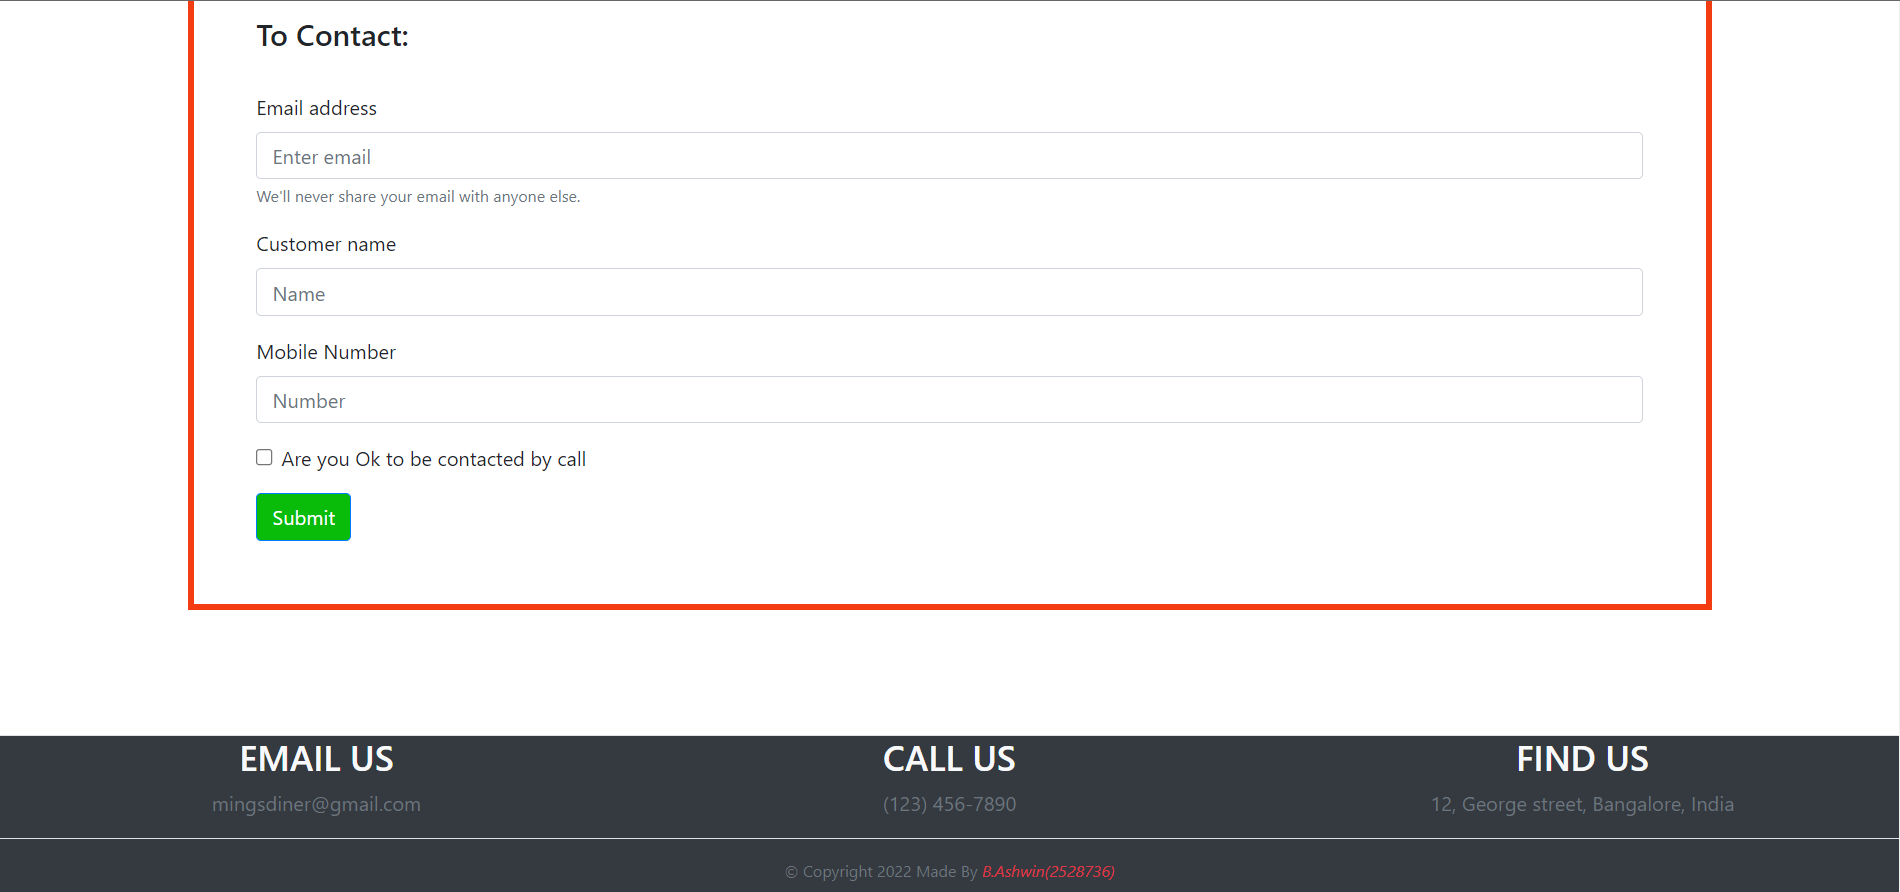 To Contact:
Email address
Enter email
We'll never share your email with anyone else.
Customer name
Name
Mobile Number
Number
Are you Ok to be contacted by call
Submit
EMAIL US
mingsdiner@gmail.com
CALL US
(123) 456-7890
FIND US
12, George street, Bangalore, India
© Copyright 2022 Made By B.Ashwin(2528736)